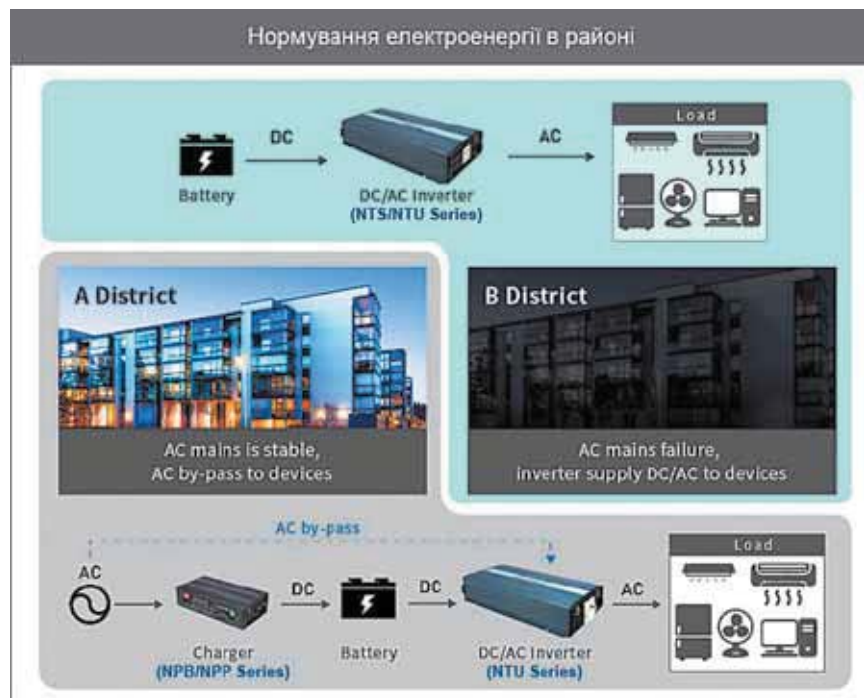 Нормування електроенергії в районі
Load
DC
AC
Battery
DC/AC Inverter
(NTS/NTU Series)
A District
AC mains is stable,
AC by-pass to devices
B District
AC mains failure,
inverter supply DC/AC to devices
AC by-pass
Load
AC
DC
DC
AC
Charger
(NPB/NPP Series)
Battery
DC/AC Inverter
(NTU Series)